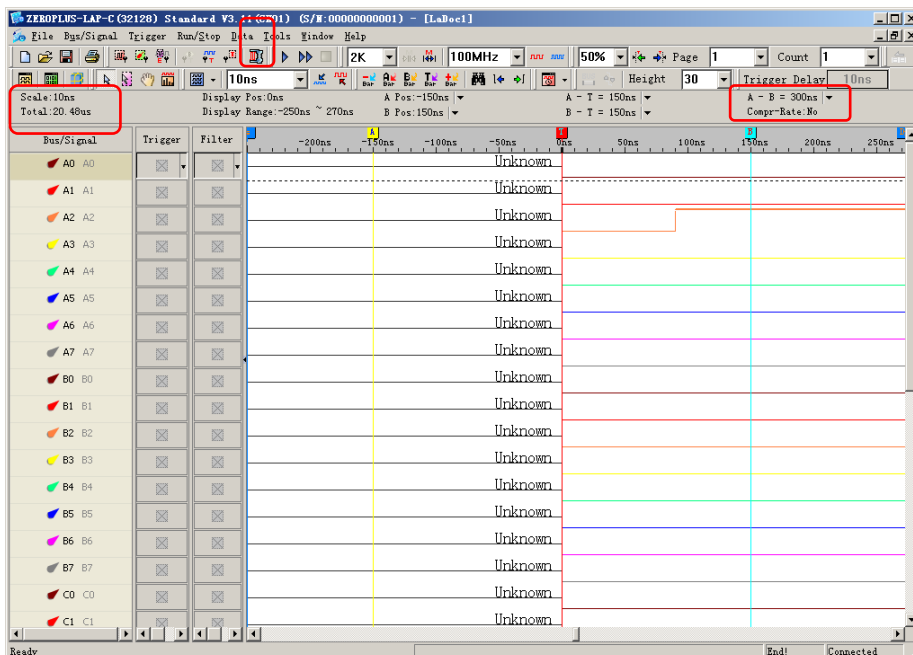 ZEROPLUS-LAP-C(32128) Standard V3. (S/N:00000000001) - [LaDoc1]
File Bus/Signal Trigger Run/Stop Data Tools Window Help
2K 100MHz 50% Page 1 Count 1
10ns Bar Bar Bar Bar Height 30 Trigger Delay 10ns
Scale:10ns Display Pos:0ns A Pos:-150ns A - T = 150ns A - B = 300ns
Total:20.48us Display Range:-250ns ~ 270ns B Pos:150ns B - T = 150ns Compr-Rate:No
Bus/Signal Trigger Filter A T B
-200ns -150ns -100ns -50ns 0ns 50ns 100ns 150ns 200ns 250ns
A0 A0 Unknown
A1 A1 Unknown
A2 A2 Unknown
A3 A3 Unknown
A4 A4 Unknown
A5 A5 Unknown
A6 A6 Unknown
A7 A7 Unknown
B0 B0 Unknown
B1 B1 Unknown
B2 B2 Unknown
B3 B3 Unknown
B4 B4 Unknown
B5 B5 Unknown
B6 B6 Unknown
B7 B7 Unknown
C0 C0 Unknown
C1 C1 Unknown
Ready End! Connected